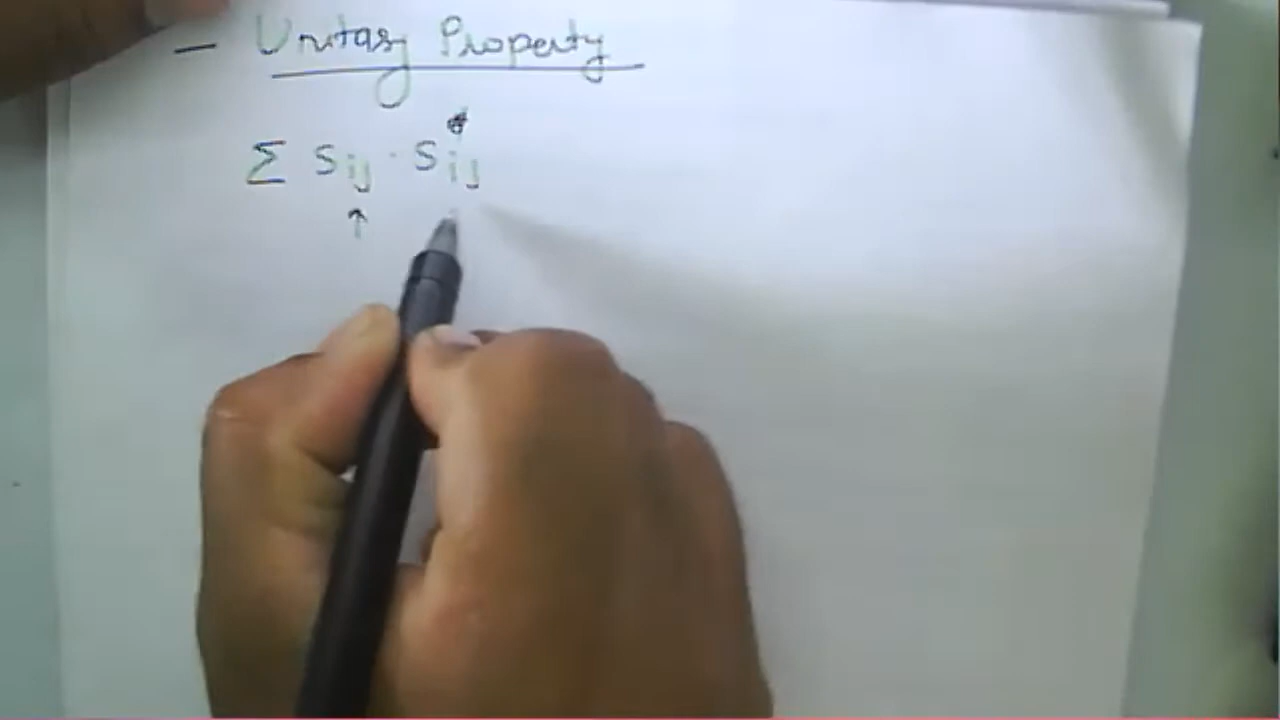 - Unitary Property
Σ Sij · Sij*
↑